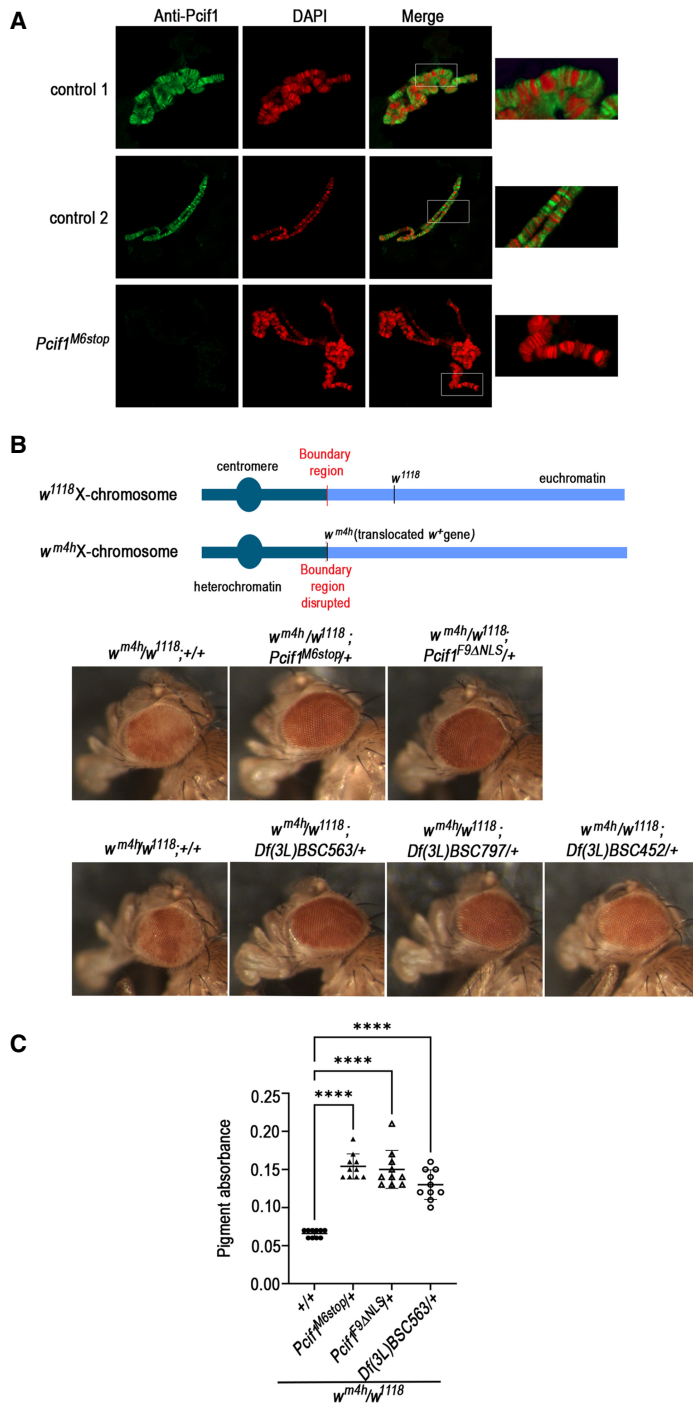 A
Anti-Pcif1 DAPI Merge
control 1
control 2
Pcif1M6stop
B
Boundary
region
centromere
w1118
euchromatin
w1118X-chromosome
wm4h(translocated w+gene)
wm4hX-chromosome
heterochromatin
Boundary
region
disrupted
wm4h/w1118;+/+
wm4h/w1118;
Pcif1M6stop/+
wm4h/w1118;
Pcif1F9ΔNLS/+
wm4h/w1118;+/+
wm4h/w1118;
Df(3L)BSC563/+
wm4h/w1118;
Df(3L)BSC797/+
wm4h/w1118;
Df(3L)BSC452/+
C
****
****
****
Pigment absorbance
0.25
0.20
0.15
0.10
0.05
0.00
+/+
Pcif1M6stop/+
Pcif1F9ΔNLS/+
Df(3L)BSC563/+
wm4h/w1118